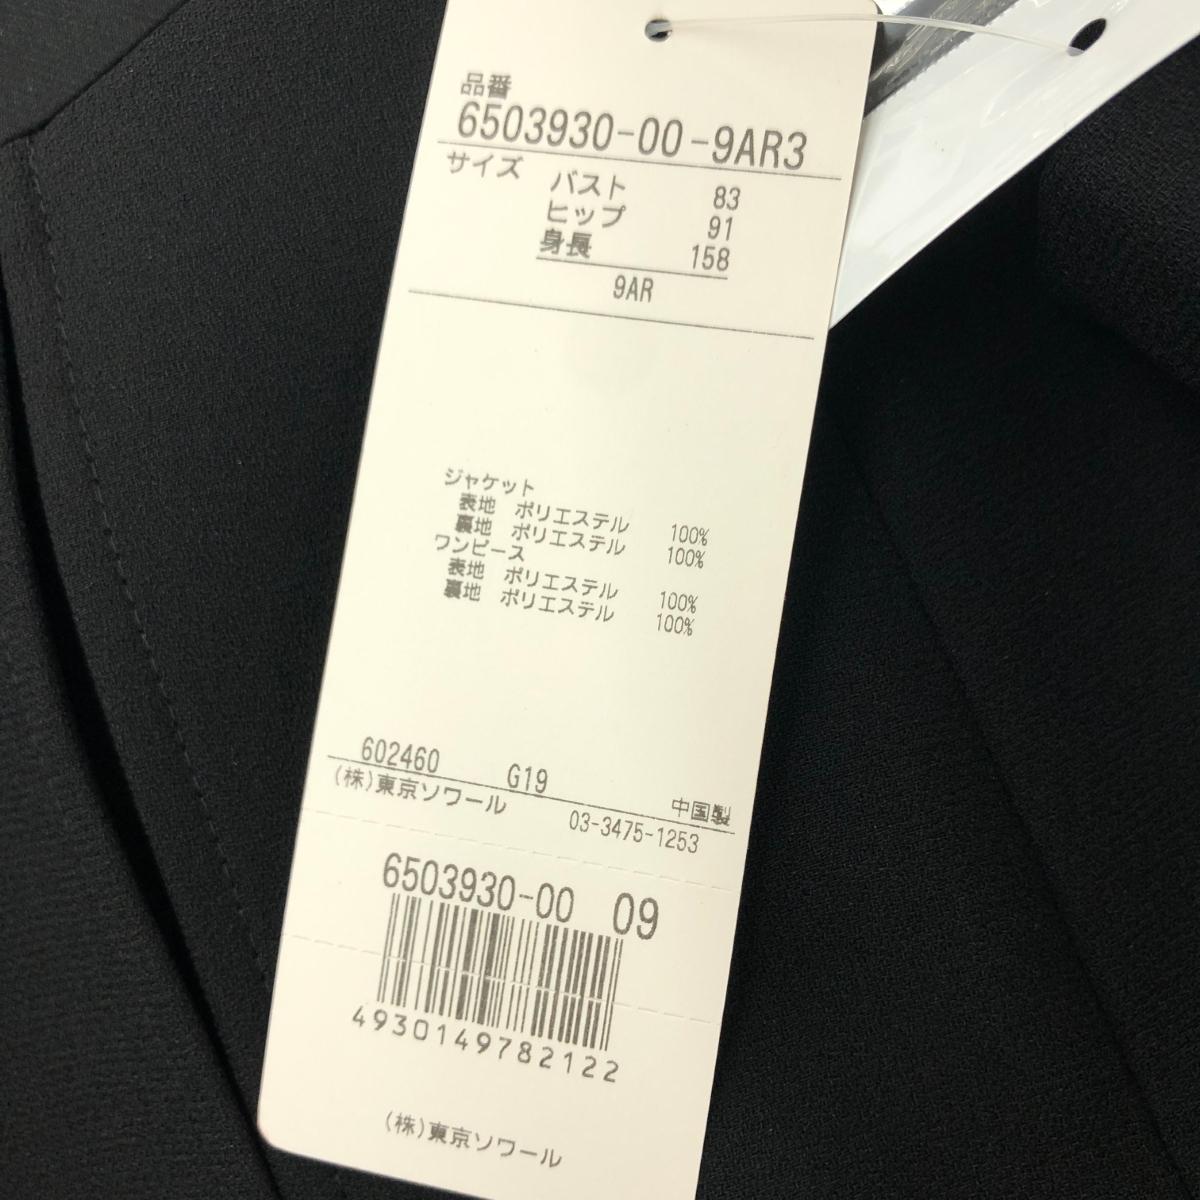 品番
6503930-00-9AR3
サイズ
バスト 83
ヒップ 91
身長 158
9AR
ジャケット
表地 ポリエステル 100%
裏地 ポリエステル 100%
ワンピース
表地 ポリエステル 100%
裏地 ポリエステル 100%
602460 G19 中国製
(株)東京ソワール 03-3475-1253
6503930-00 09
4930149782122
(株)東京ソワール